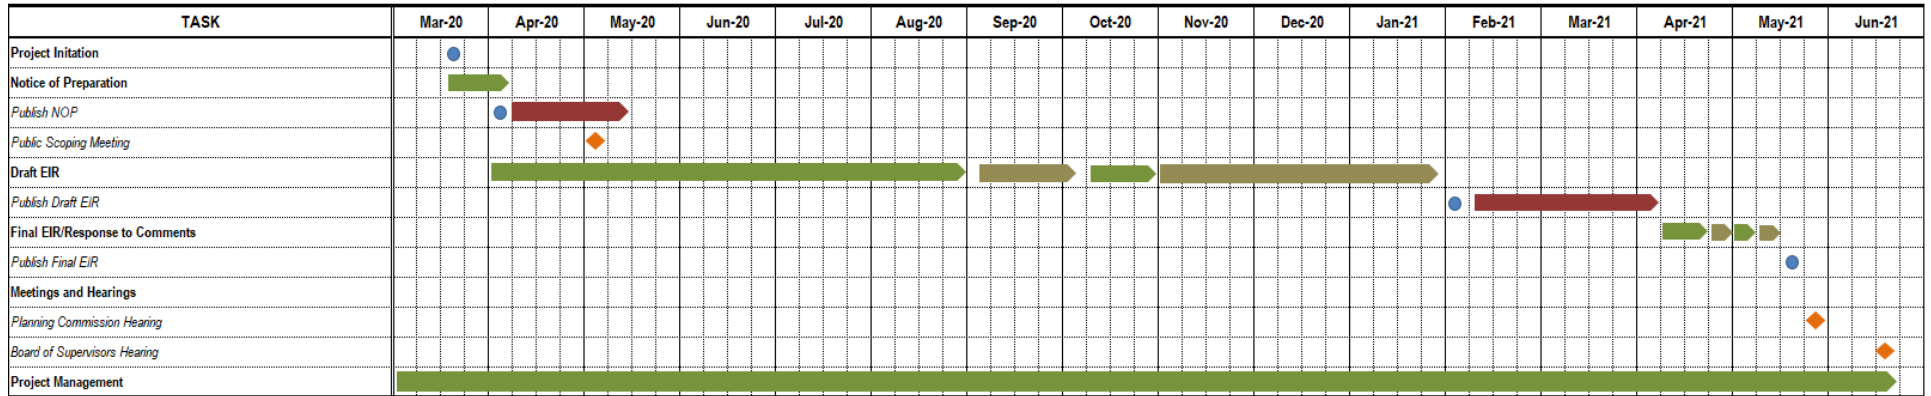 TASK Mar-20 Apr-20 May-20 Jun-20 Jul-20 Aug-20 Sep-20 Oct-20 Nov-20 Dec-20 Jan-21 Feb-21 Mar-21 Apr-21 May-21 Jun-21
Project Initation
Notice of Preparation
Publish NOP
Public Scoping Meeting
Draft EIR
Publish Draft EIR
Final EIR/Response to Comments
Publish Final EIR
Meetings and Hearings
Planning Commission Hearing
Board of Supervisors Hearing
Project Management